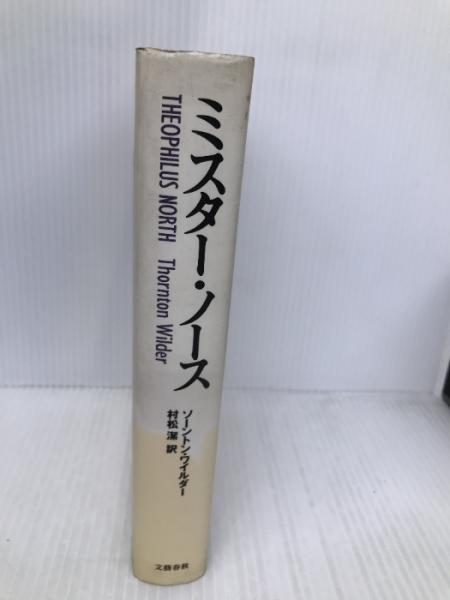 ミスター・ノース
THEOPHILUS NORTH Thornton Wilder
ソーントン・ワイルダー
村松 潔 訳
文藝春秋